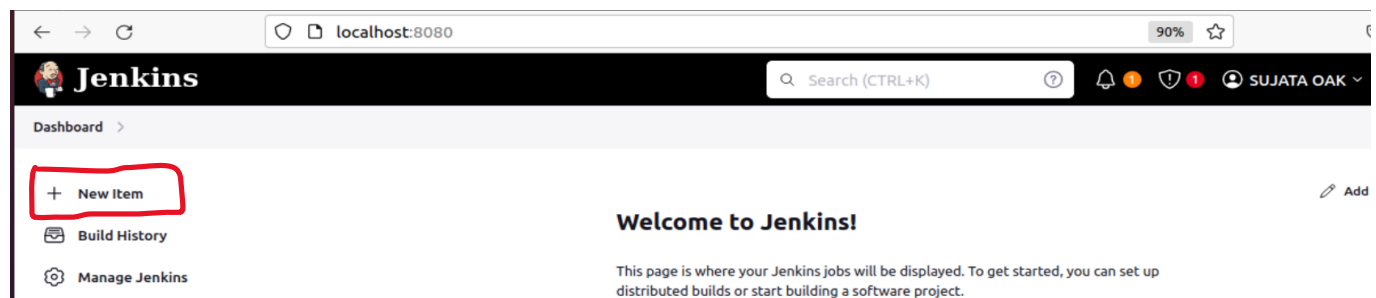 localhost:8080 90%
Jenkins Search (CTRL+K) 1 1 SUJATA OAK
Dashboard
New Item
Add
Build History
Welcome to Jenkins!
Manage Jenkins
This page is where your Jenkins jobs will be displayed. To get started, you can set up
distributed builds or start building a software project.